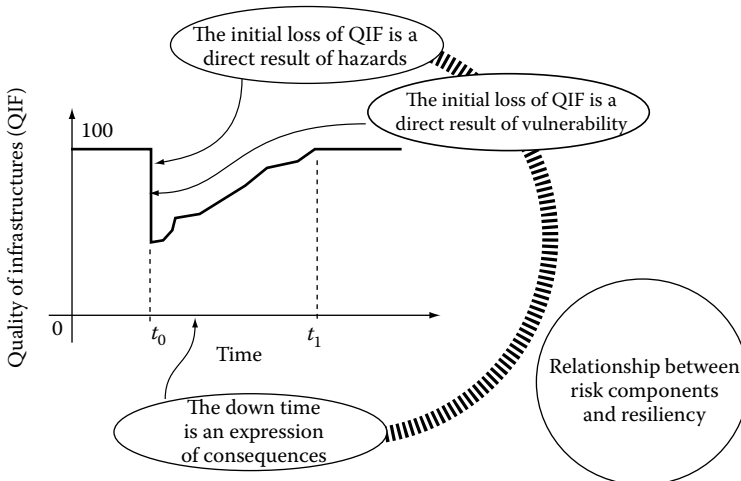 The initial loss of QIF is a
direct result of hazards
The initial loss of QIF is a
direct result of vulnerability
Quality of infrastructures (QIF)
100
0
t0
t1
Time
The down time
is an expression
of consequences
Relationship between
risk components
and resiliency